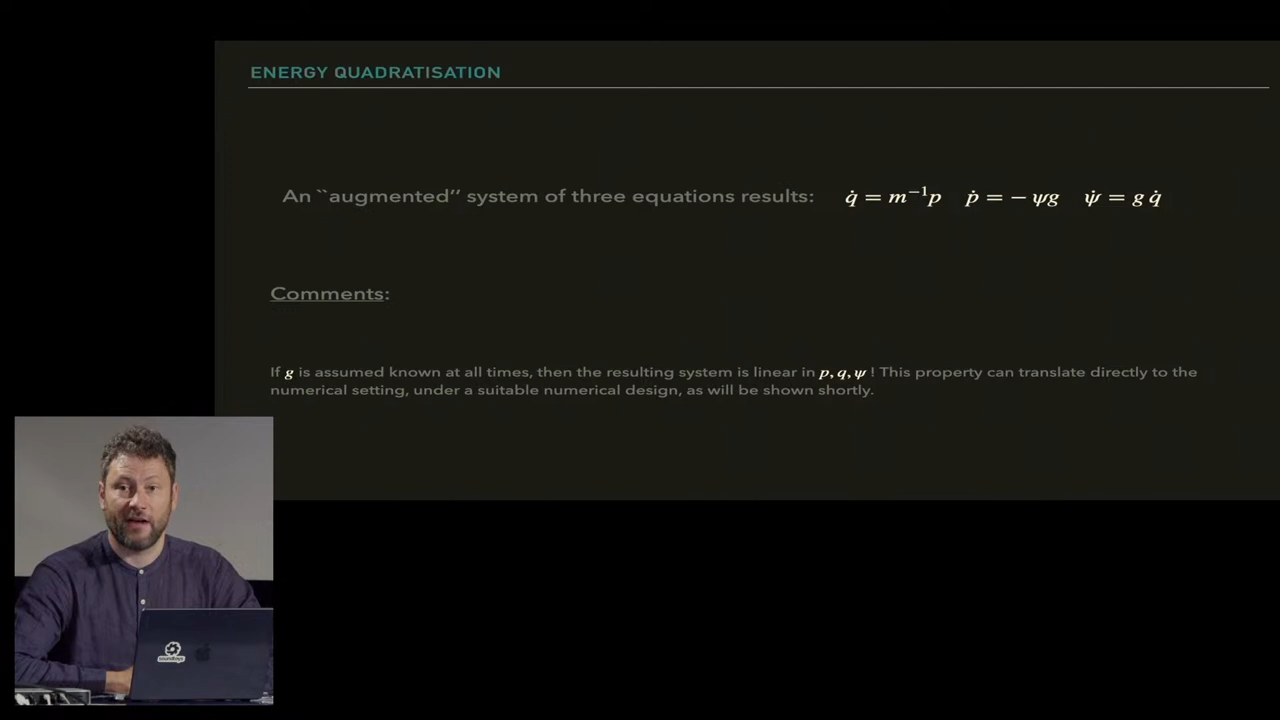 ENERGY QUADRATISATION
An ``augmented'' system of three equations results: q̇ = m⁻¹p ṗ = − ψg ψ̇ = g q̇
Comments:
If g is assumed known at all times, then the resulting system is linear in p, q, ψ ! This property can translate directly to the
numerical setting, under a suitable numerical design, as will be shown shortly.